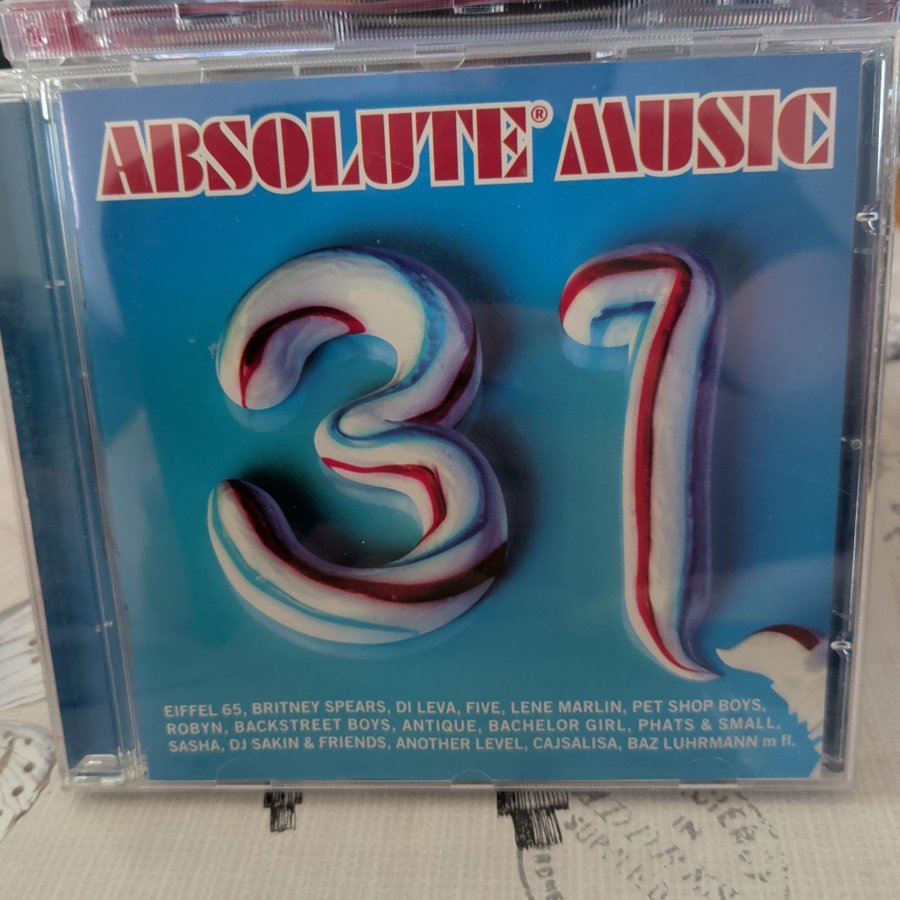 ABSOLUTE® MUSIC
31
EIFFEL 65, BRITNEY SPEARS, DI LEVA, FIVE, LENE MARLIN, PET SHOP BOYS,
ROBYN, BACKSTREET BOYS, ANTIQUE, BACHELOR GIRL, PHATS & SMALL,
SASHA, DJ SAKIN & FRIENDS, ANOTHER LEVEL, CAJSALISA, BAZ LUHRMANN m fl.
IN